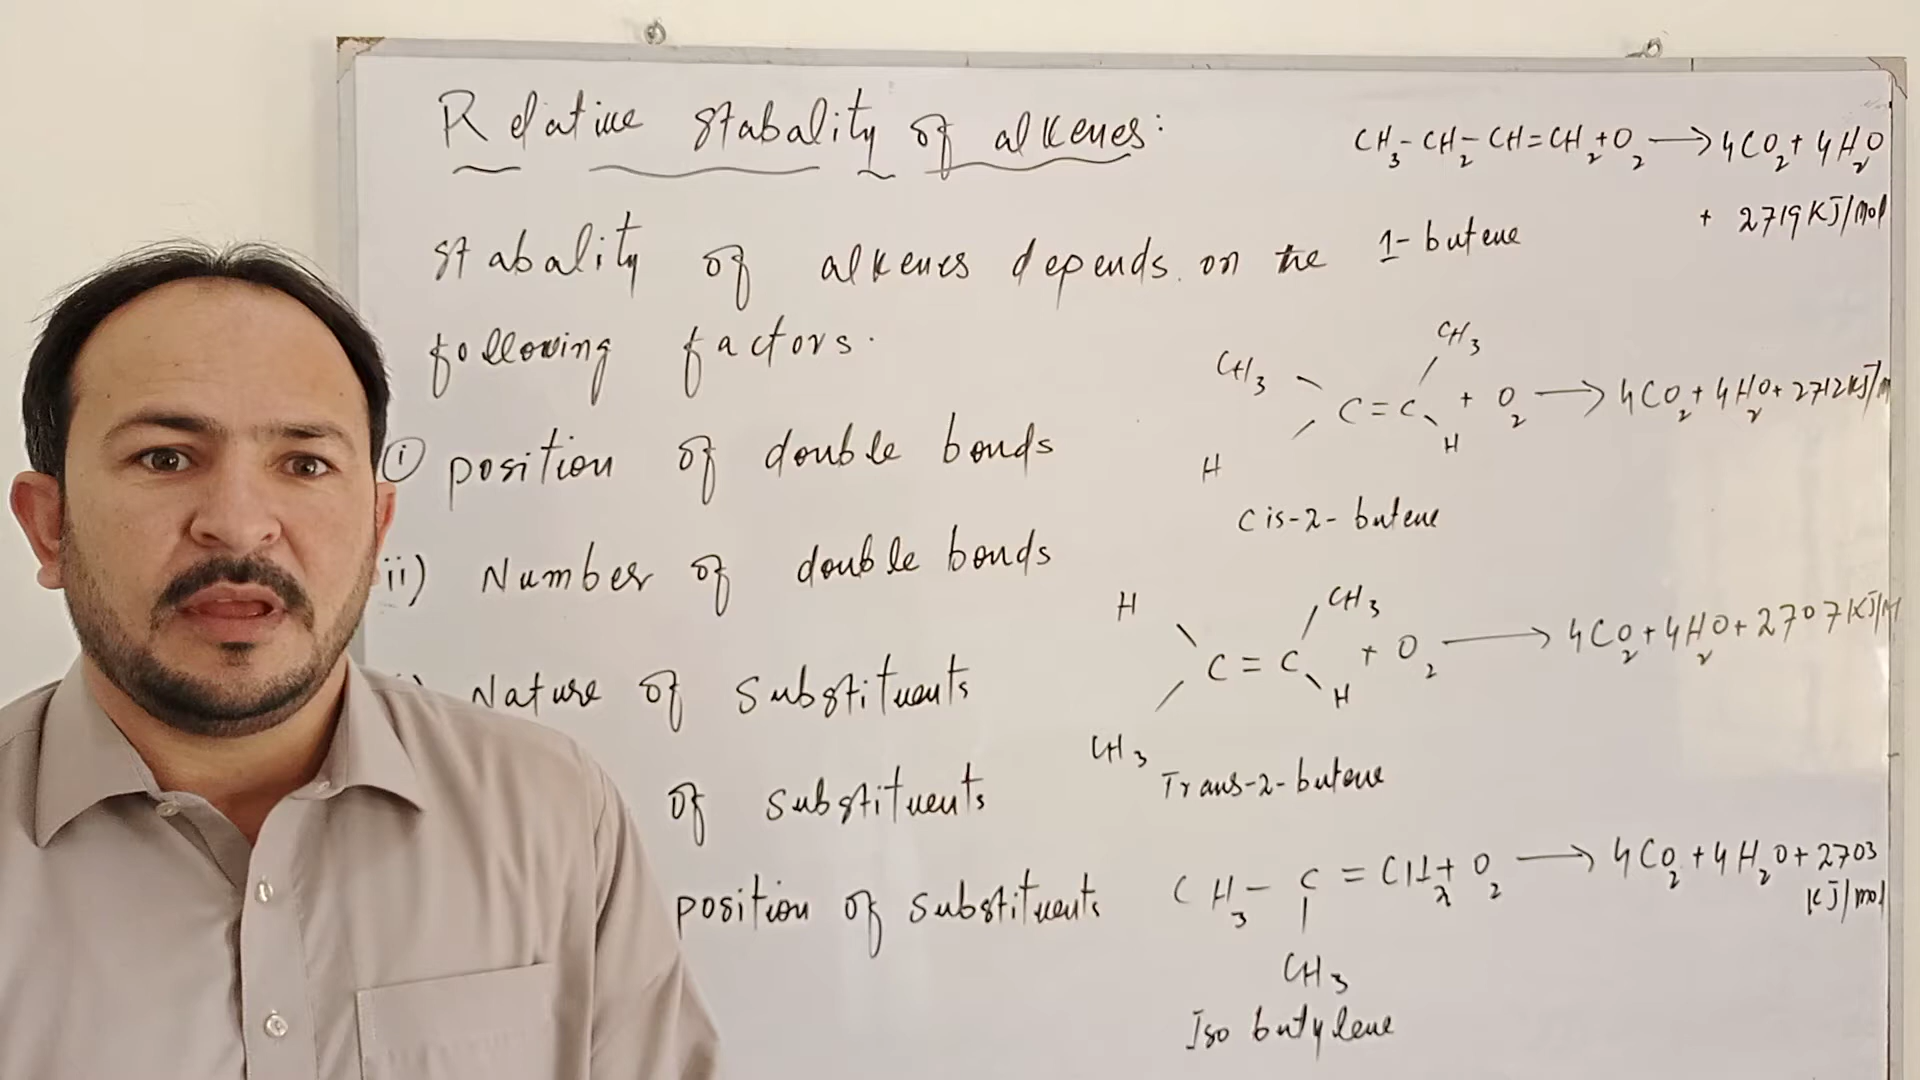 Relative stabality of alkenes:
stabality of alkenes depends on the
following factors.
i position of double bonds
ii) Number of double bonds
Nature of substituents
of substituents
position of substituents
CH3-CH2-CH=CH2+O2 → 4CO2+4H2O
+ 2719KJ/mol
1-butene
CH3 CH3
C=C + O2 → 4CO2+4H2O+2712KJ/m
H H
Cis-2-butene
H CH3
C=C + O2 → 4CO2+4H2O+2707KJ/M
CH3 H
Trans-2-butene
CH3-C=CH2+O2 → 4CO2+4H2O+2703
KJ/mol
CH3
Iso butylene